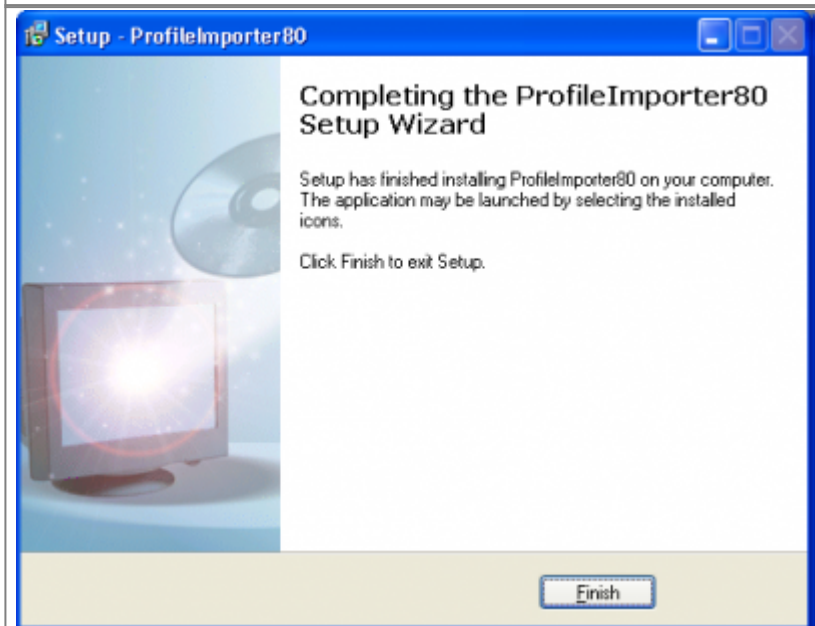 Setup - ProfileImporter80
Completing the ProfileImporter80
Setup Wizard
Setup has finished installing ProfileImporter80 on your computer.
The application may be launched by selecting the installed
icons.
Click Finish to exit Setup.
Finish